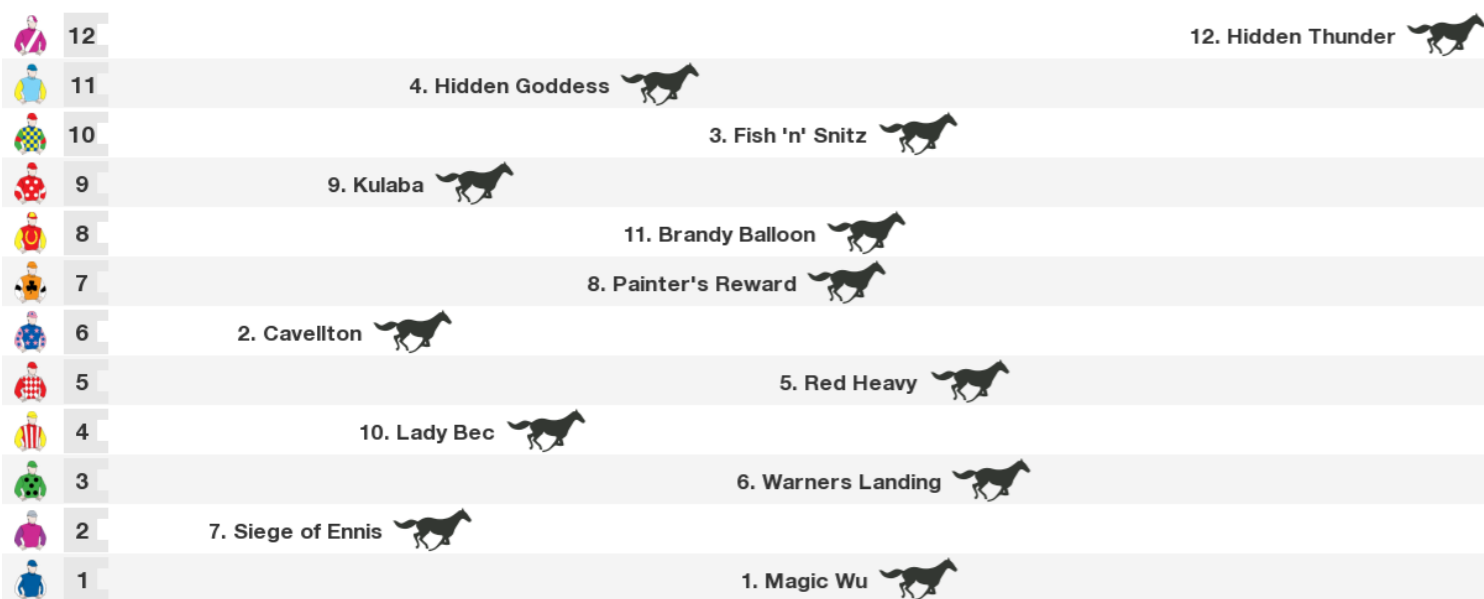 12 12. Hidden Thunder
11 4. Hidden Goddess
10 3. Fish 'n' Snitz
9 9. Kulaba
8 11. Brandy Balloon
7 8. Painter's Reward
6 2. Cavellton
5 5. Red Heavy
4 10. Lady Bec
3 6. Warners Landing
2 7. Siege of Ennis
1 1. Magic Wu